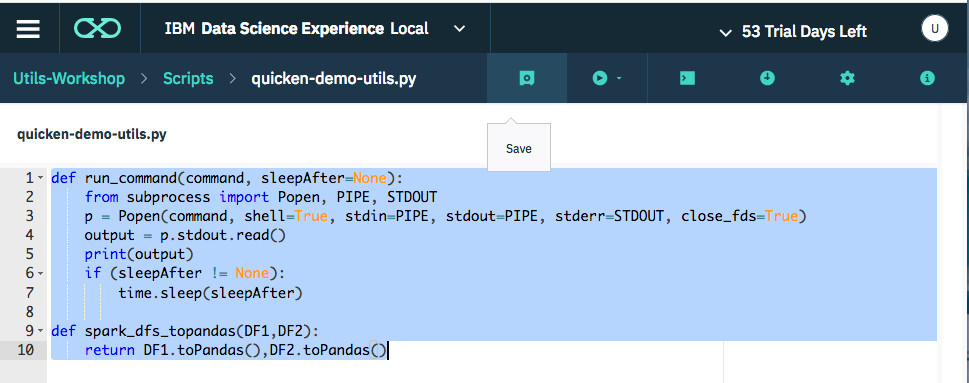 IBM Data Science Experience Local
53 Trial Days Left
U
Utils-Workshop > Scripts > quicken-demo-utils.py
quicken-demo-utils.py
Save
1 def run_command(command, sleepAfter=None):
2     from subprocess import Popen, PIPE, STDOUT
3     p = Popen(command, shell=True, stdin=PIPE, stdout=PIPE, stderr=STDOUT, close_fds=True)
4     output = p.stdout.read()
5     print(output)
6     if (sleepAfter != None):
7         time.sleep(sleepAfter)
8
9 def spark_dfs_topandas(DF1,DF2):
10     return DF1.toPandas(),DF2.toPandas()